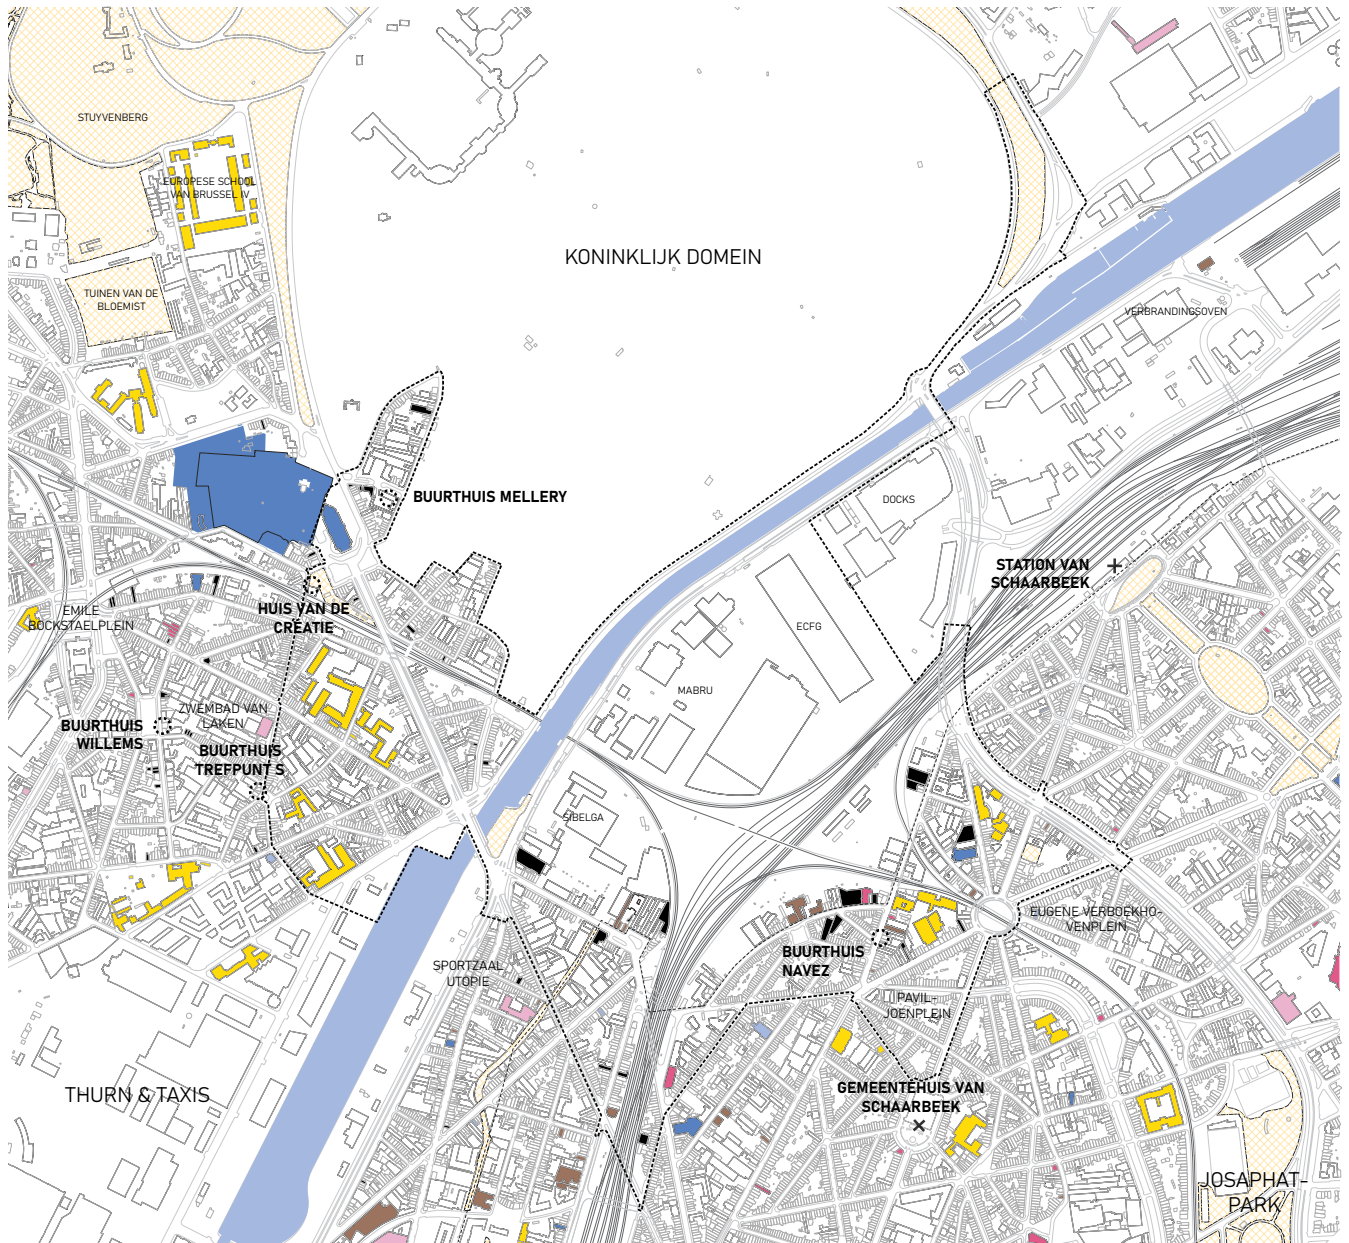 STUYVENBERG
EUROPESE SCHOOL
VAN BRUSSEL IV
KONINKLIJK DOMEIN
TUINEN VAN DE
BLOEMIST
VERBRANDINGSOVEN
BUURTHUIS MELLERY
DOCKS
STATION VAN
SCHAARBEEK
HUIS VAN DE
CREATIE
EMILE
BOCKSTAELPLEIN
ECFG
MABRU
ZWEMBAD VAN
LAKEN
BUURTHUIS
WILLEMS
BUURTHUIS
TREFPUNT S
SIBELGA
EUGENE VERBOEKHO-
VENPLEIN
BUURTHUIS
NAVEZ
SPORTZAAL
UTOPIE
PAVIL-
JOENPLEIN
THURN & TAXIS
GEMEENTEHUIS VAN
SCHAARBEEK
JOSAPHAT-
PARK